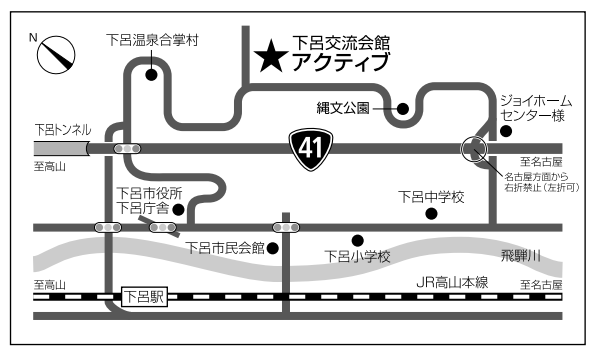 N
下呂温泉合掌村
下呂交流会館
アクティブ
縄文公園
ジョイホーム
センター様
下呂トンネル
41
至高山
至名古屋
名古屋方面から
右折禁止(左折可)
下呂市役所
下呂庁舎
下呂中学校
下呂市民会館
下呂小学校
飛騨川
JR高山本線
至高山
至名古屋
下呂駅